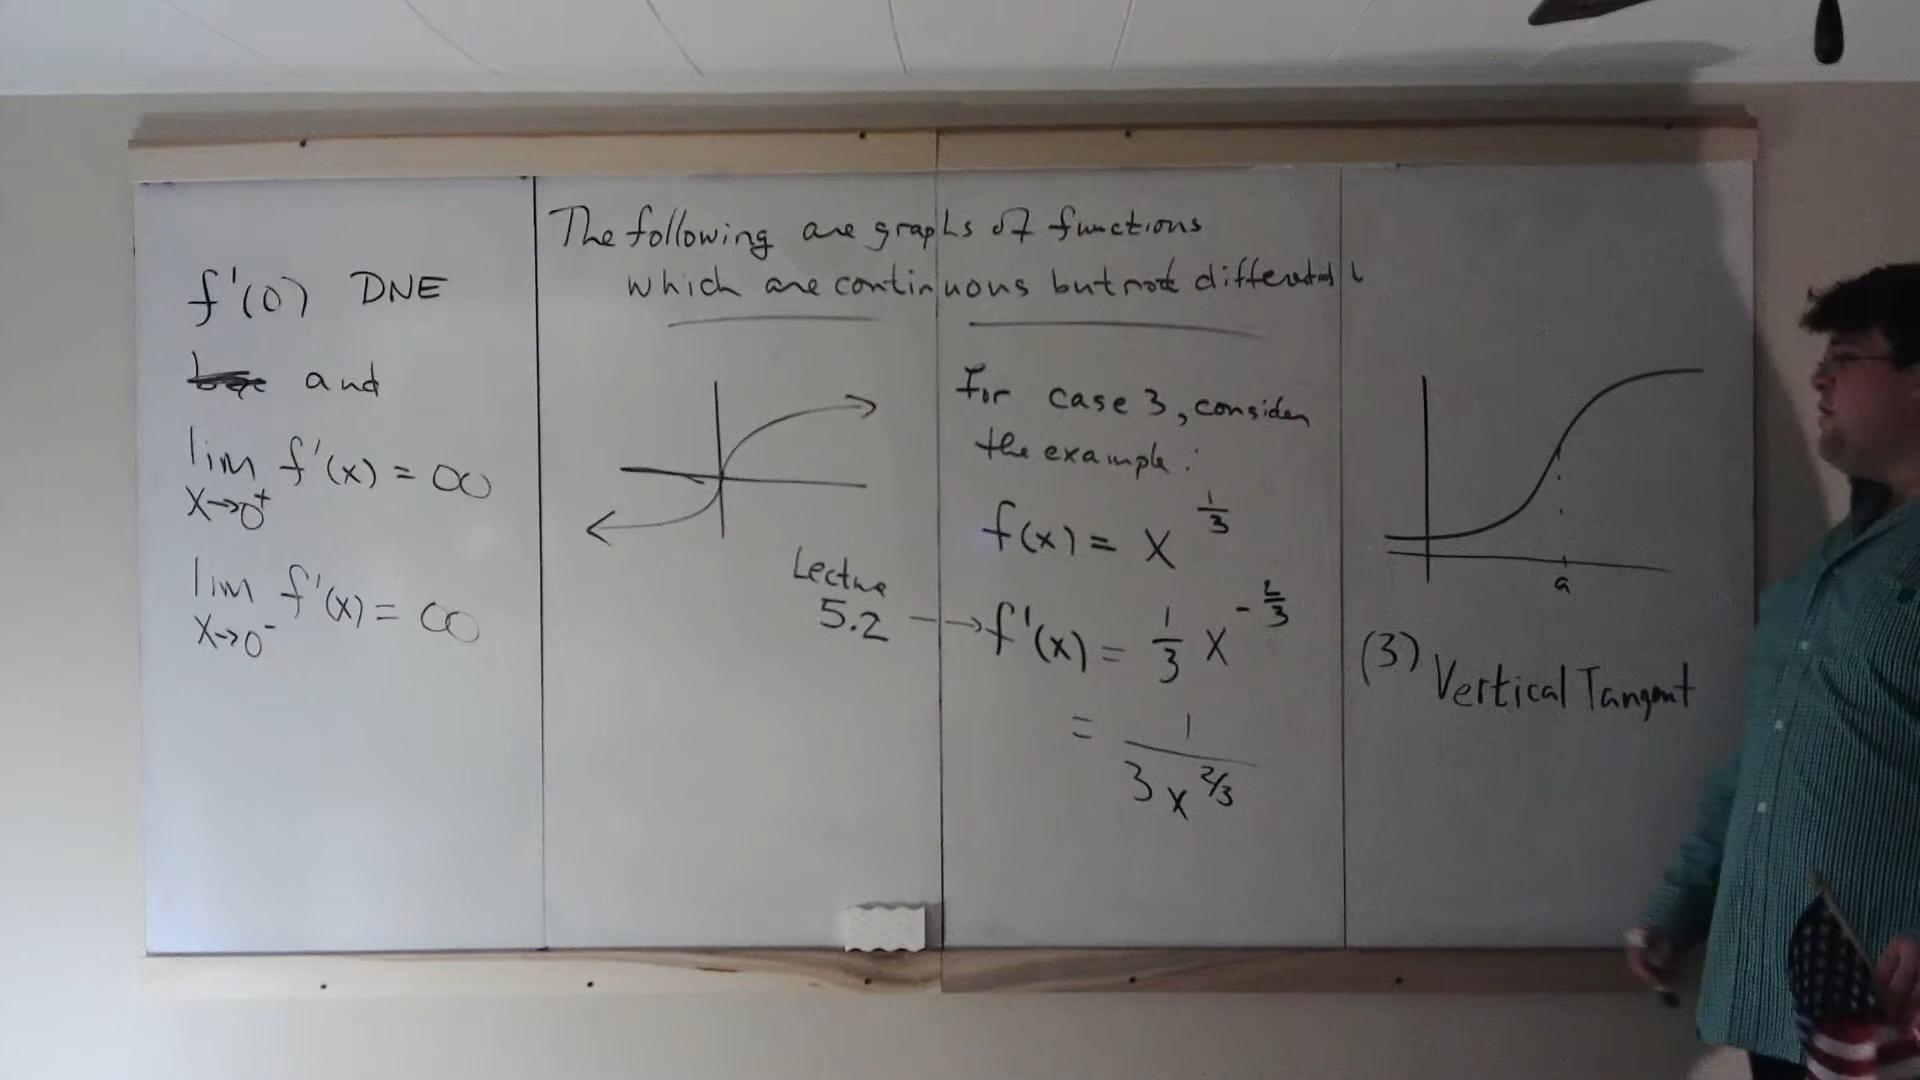 The following are graphs of functions
which are continuous but not
f'(0) DNE
and
lim f'(x) = ∞
x→0⁺
lim f'(x) = ∞
x→0⁻
Lecture
5.2 →
For case 3, consider
the example:
f(x) = x^(1/3)
f'(x) = 1/3 x^(-2/3)
= 1/(3x^(2/3))
a
(3) Vertical Tangent